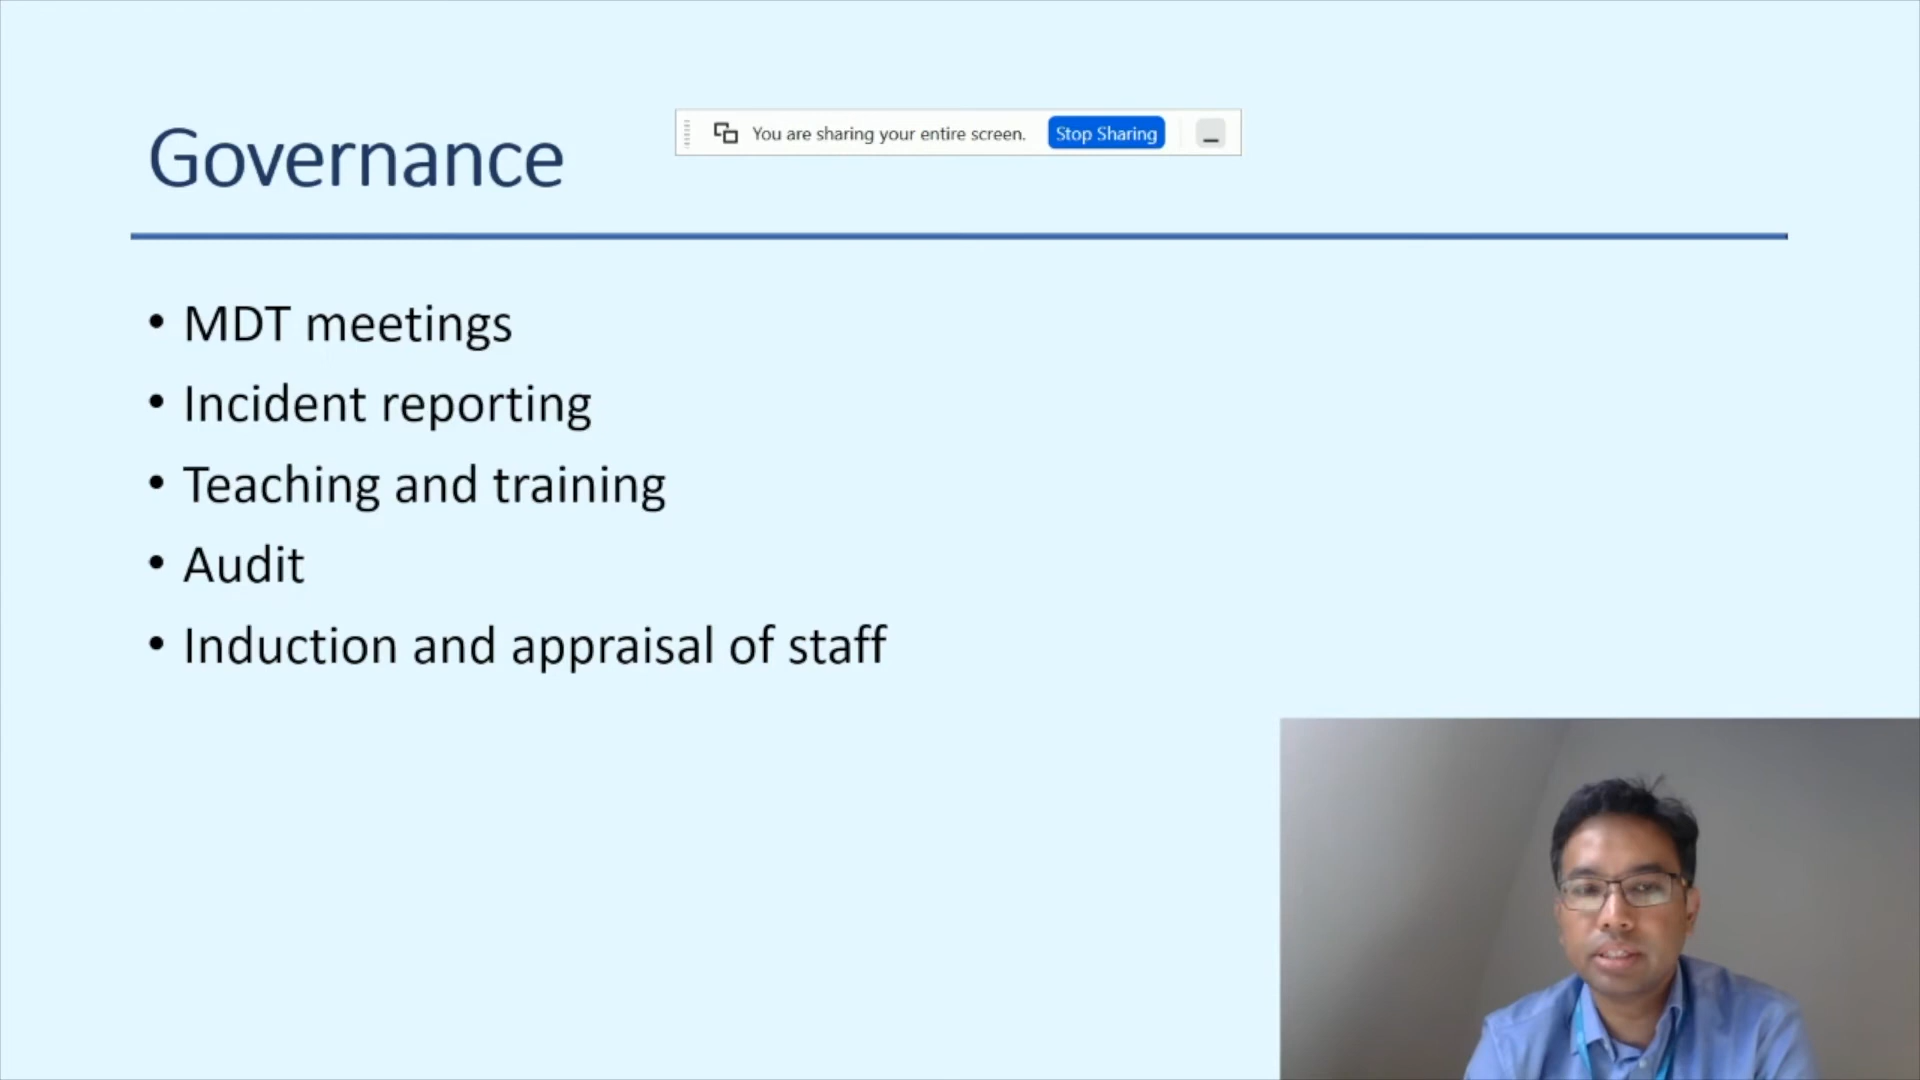 Governance
You are sharing your entire screen. Stop Sharing
• MDT meetings
• Incident reporting
• Teaching and training
• Audit
• Induction and appraisal of staff